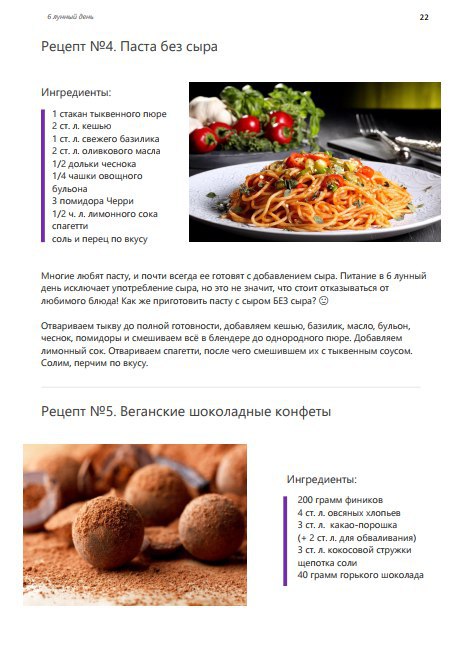 6 лунный день
22
Рецепт №4. Паста без сыра
Ингредиенты:
1 стакан тыквенного пюре
2 ст. л. кешью
1 ст. л. свежего базилика
2 ст. л. оливкового масла
1/2 дольки чеснока
1/4 чашки овощного
бульона
3 помидора Черри
1/2 ч. л. лимонного сока
спагетти
соль и перец по вкусу
Многие любят пасту, и почти всегда ее готовят с добавлением сыра. Питание в 6 лунный
день исключает употребление сыра, но это не значит, что стоит отказываться от
любимого блюда! Как же приготовить пасту с сыром БЕЗ сыра? 🙂
Отвариваем тыкву до полной готовности, добавляем кешью, базилик, масло, бульон,
чеснок, помидоры и смешиваем всё в блендере до однородного пюре. Добавляем
лимонный сок. Отвариваем спагетти, после чего смешившем их с тыквенным соусом.
Солим, перчим по вкусу.
Рецепт №5. Веганские шоколадные конфеты
Ингредиенты:
200 грамм фиников
4 ст. л. овсяных хлопьев
3 ст. л. какао-порошка
(+ 2 ст. л. для обваливания)
3 ст. л. кокосовой стружки
щепотка соли
40 грамм горького шоколада